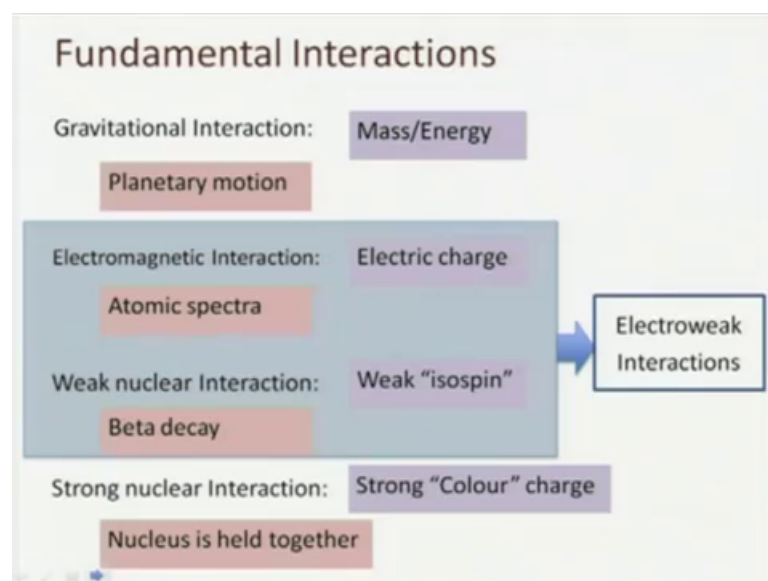 Fundamental Interactions
Gravitational Interaction: Mass/Energy
Planetary motion
Electromagnetic Interaction: Electric charge
Atomic spectra
Weak nuclear Interaction: Weak “isospin”
Beta decay
Electroweak
Interactions
Strong nuclear Interaction: Strong “Colour” charge
Nucleus is held together